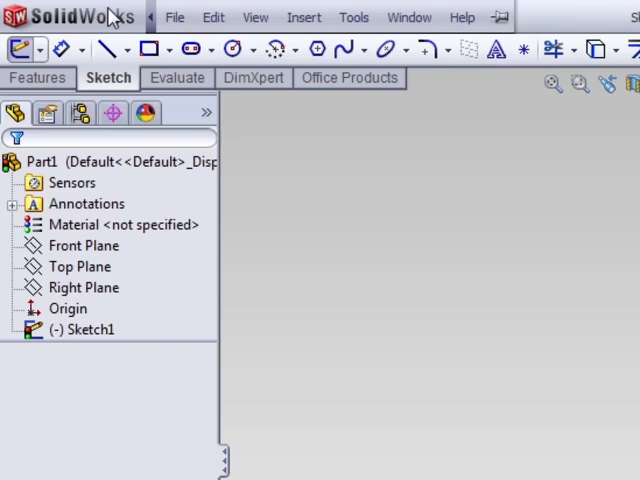 SolidWorks File Edit View Insert Tools Window Help
Features Sketch Evaluate DimXpert Office Products
Part1 (Default<<Default>_Disp
Sensors
Annotations
Material <not specified>
Front Plane
Top Plane
Right Plane
Origin
(-) Sketch1